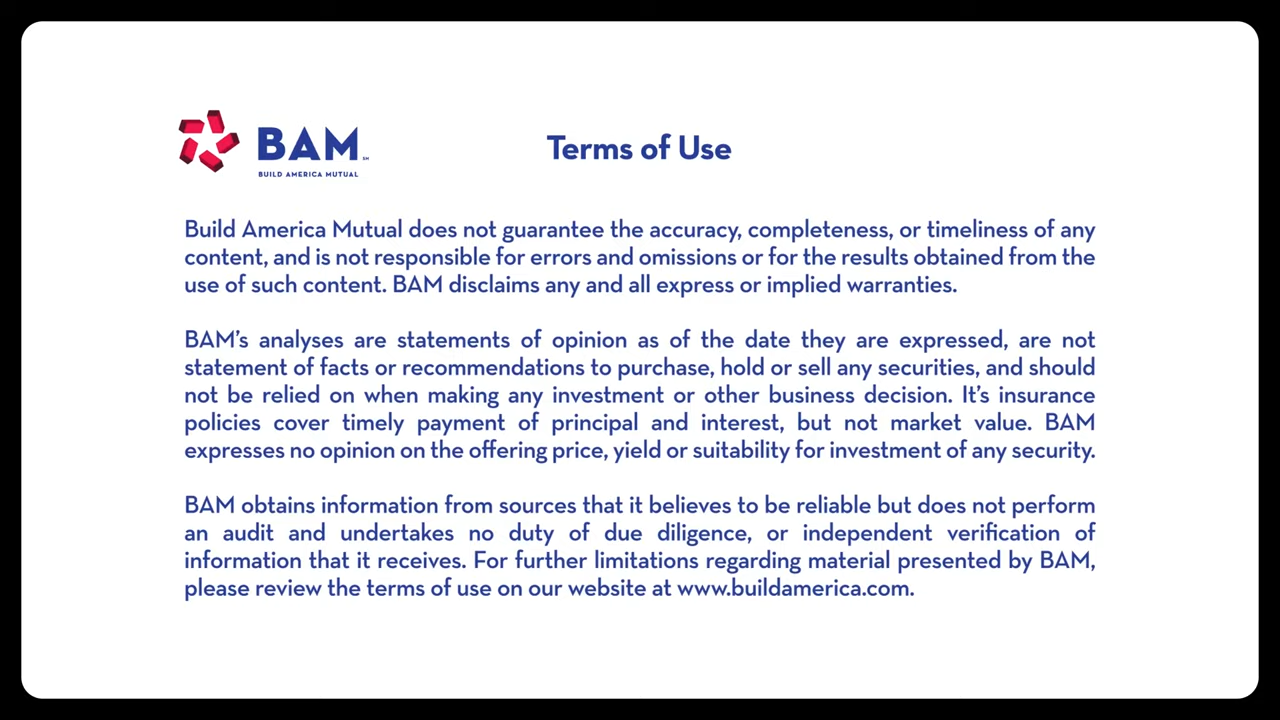 BAM SM
BUILD AMERICA MUTUAL
Terms of Use
Build America Mutual does not guarantee the accuracy, completeness, or timeliness of any
content, and is not responsible for errors and omissions or for the results obtained from the
use of such content. BAM disclaims any and all express or implied warranties.
BAM’s analyses are statements of opinion as of the date they are expressed, are not
statement of facts or recommendations to purchase, hold or sell any securities, and should
not be relied on when making any investment or other business decision. It’s insurance
policies cover timely payment of principal and interest, but not market value. BAM
expresses no opinion on the offering price, yield or suitability for investment of any security.
BAM obtains information from sources that it believes to be reliable but does not perform
an audit and undertakes no duty of due diligence, or independent verification of
information that it receives. For further limitations regarding material presented by BAM,
please review the terms of use on our website at www.buildamerica.com.